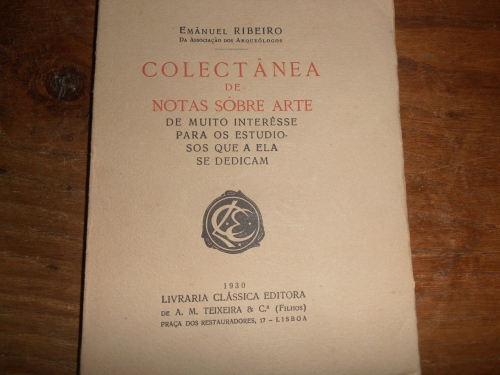 Emãnuel RIBEIRO
Da Associação dos Arqueólogos
COLECTÂNEA
DE
NOTAS SÔBRE ARTE
DE MUITO INTERÊSSE
PARA OS ESTUDIO-
SOS QUE A ELA
SE DEDICAM
1930
LIVRARIA CLÁSSICA EDITORA
DE A. M. TEIXEIRA & C.ª (Filhos)
PRAÇA DOS RESTAURADORES, 17 – LISBOA